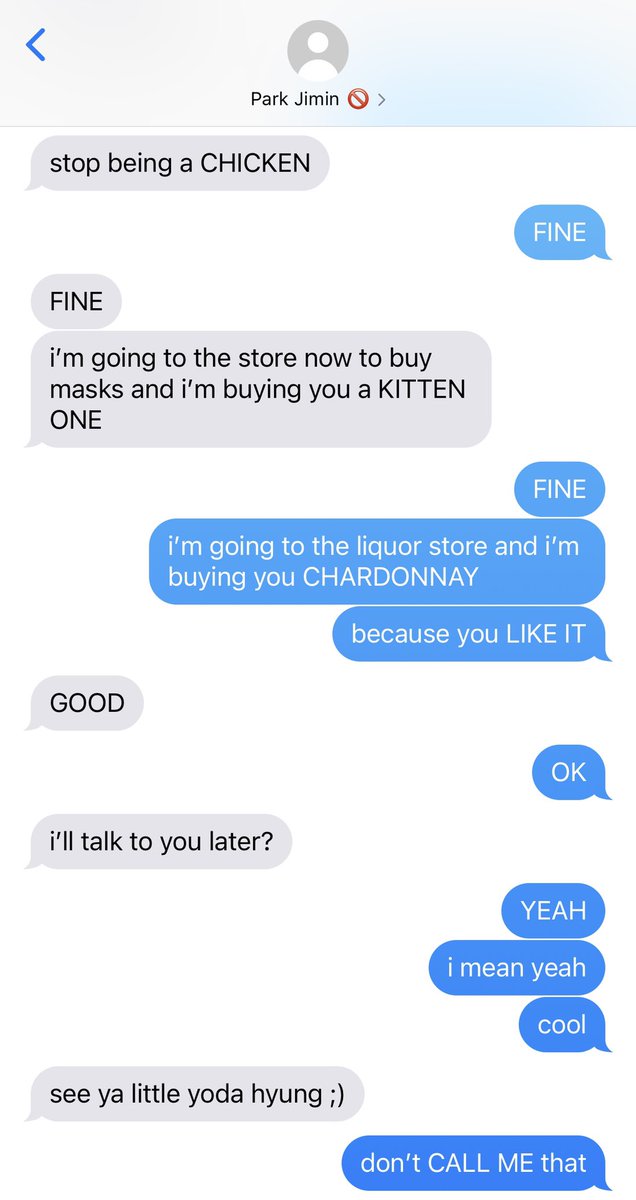 Park Jimin 🚫
stop being a CHICKEN
FINE
FINE
i’m going to the store now to buy
masks and i’m buying you a KITTEN
ONE
FINE
i’m going to the liquor store and i’m
buying you CHARDONNAY
because you LIKE IT
GOOD
OK
i’ll talk to you later?
YEAH
i mean yeah
cool
see ya little yoda hyung ;)
don’t CALL ME that